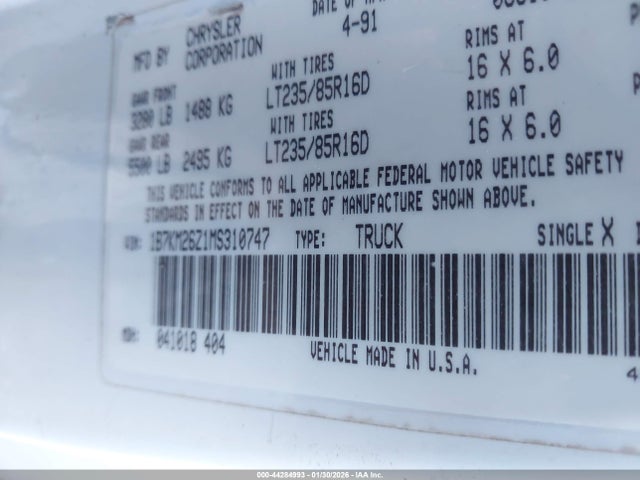 DATE OF
4-91
MFD BY CHRYSLER CORPORATION
GAWR FRONT WITH TIRES RIMS AT
3280 LB 1488 KG LT235/85R16D 16 X 6.0
GAWR REAR WITH TIRES RIMS AT
5500 LB 2495 KG LT235/85R16D 16 X 6.0
THIS VEHICLE CONFORMS TO ALL APPLICABLE FEDERAL MOTOR VEHICLE SAFETY
STANDARDS IN EFFECT ON THE DATE OF MANUFACTURE SHOWN ABOVE.
VIN: 1B7KM26Z1MS310747 TYPE: TRUCK SINGLE X
MDH: 041018 404
VEHICLE MADE IN U.S.A.
000-44284993 - 01/30/2026 - IAA Inc.